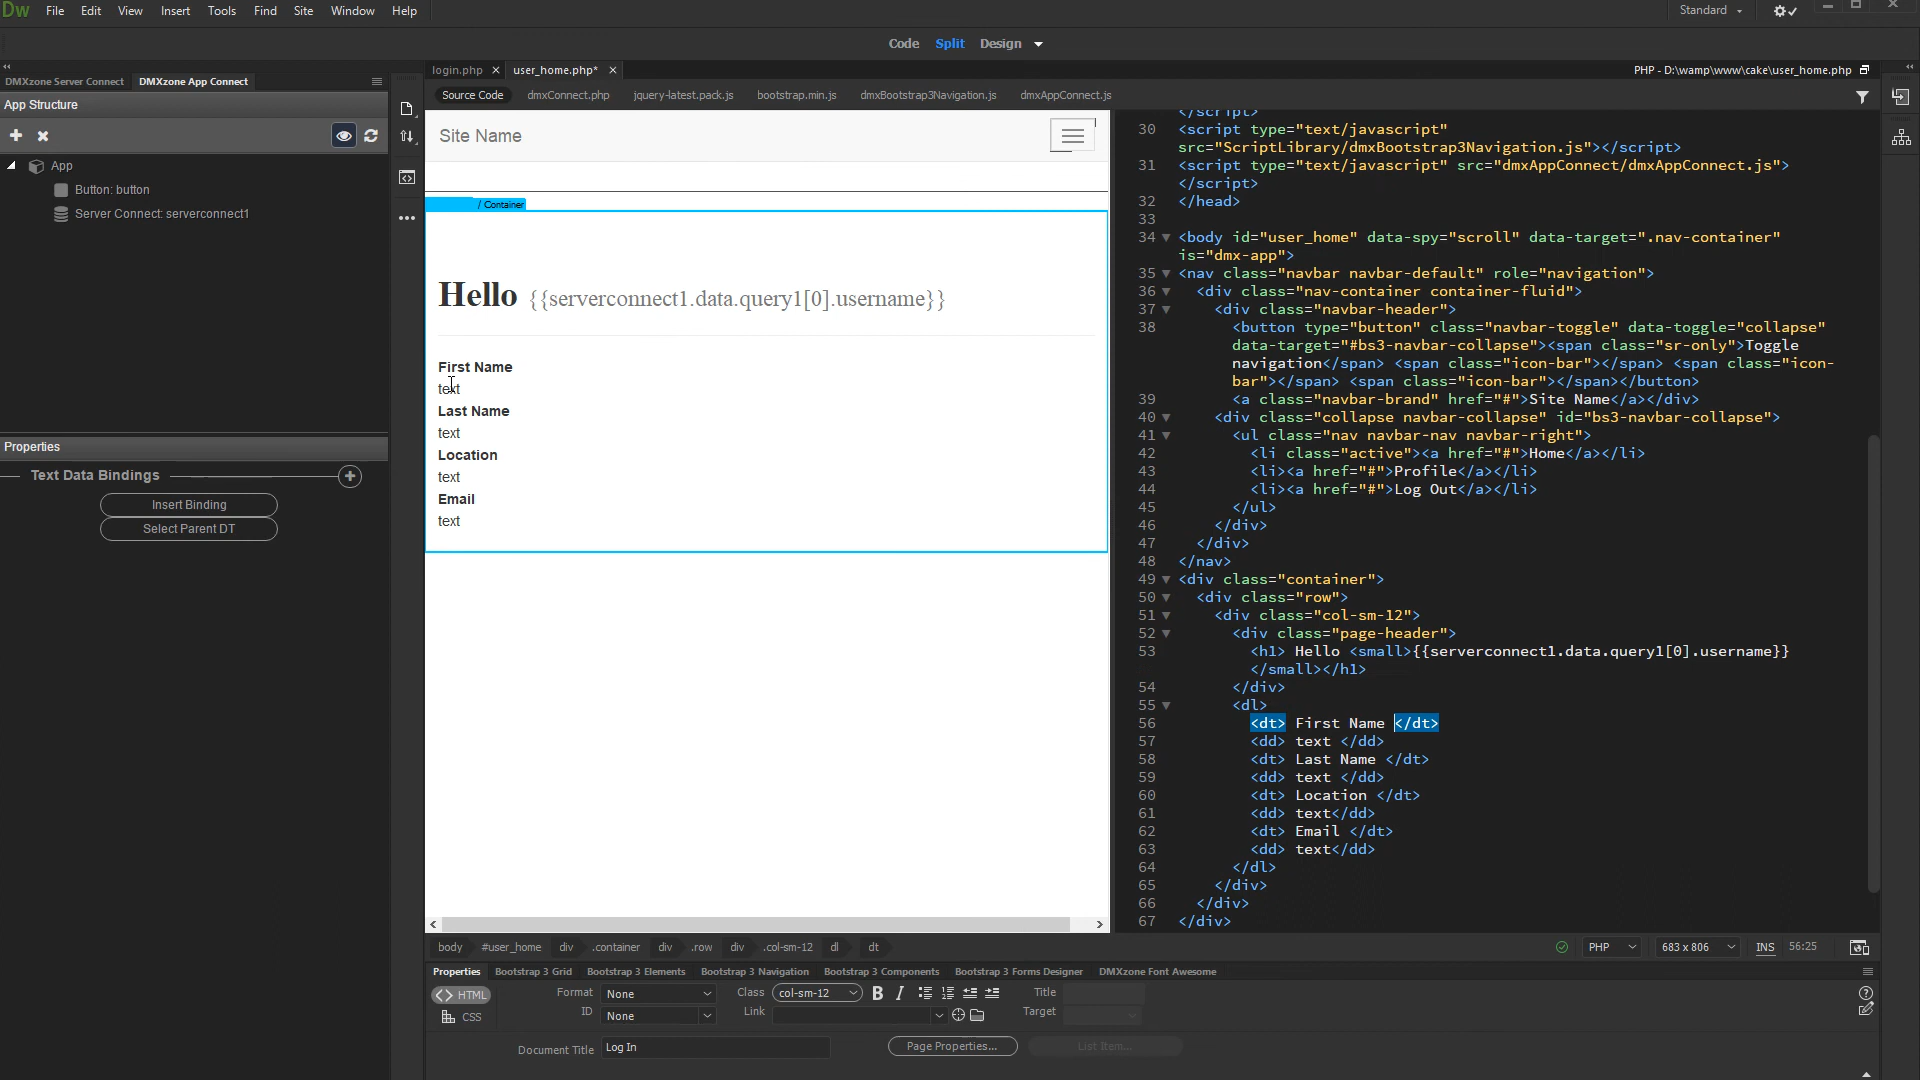 Dw File Edit View Insert Tools Find Site Window Help Standard
Code Split Design
DMXzone Server Connect DMXzone App Connect
App Structure
App
Button: button
Server Connect: serverconnect1
Properties
Text Data Bindings
Insert Binding
Select Parent DT
login.php user_home.php* PHP - D:\wamp\www\cake\user_home.php
Source Code dmxConnect.php jquery-latest.pack.js bootstrap.min.js dmxBootstrap3Navigation.js dmxAppConnect.js
Site Name
/ Container
Hello {{serverconnect1.data.query1[0].username}}
First Name
text
Last Name
text
Location
text
Email
text
</script>
30 <script type="text/javascript"
src="ScriptLibrary/dmxBootstrap3Navigation.js"></script>
31 <script type="text/javascript" src="dmxAppConnect/dmxAppConnect.js">
</script>
32 </head>
33
34 <body id="user_home" data-spy="scroll" data-target=".nav-container"
is="dmx-app">
35 <nav class="navbar navbar-default" role="navigation">
36 <div class="nav-container container-fluid">
37 <div class="navbar-header">
38 <button type="button" class="navbar-toggle" data-toggle="collapse"
data-target="#bs3-navbar-collapse"><span class="sr-only">Toggle
navigation</span> <span class="icon-bar"></span> <span class="icon-
bar"></span> <span class="icon-bar"></span></button>
39 <a class="navbar-brand" href="#">Site Name</a></div>
40 <div class="collapse navbar-collapse" id="bs3-navbar-collapse">
41 <ul class="nav navbar-nav navbar-right">
42 <li class="active"><a href="#">Home</a></li>
43 <li><a href="#">Profile</a></li>
44 <li><a href="#">Log Out</a></li>
45 </ul>
46 </div>
47 </div>
48 </nav>
49 <div class="container">
50 <div class="row">
51 <div class="col-sm-12">
52 <div class="page-header">
53 <h1> Hello <small>{{serverconnect1.data.query1[0].username}}
</small></h1>
54 </div>
55 <dl>
56 <dt> First Name </dt>
57 <dd> text </dd>
58 <dt> Last Name </dt>
59 <dd> text </dd>
60 <dt> Location </dt>
61 <dd> text</dd>
62 <dt> Email </dt>
63 <dd> text</dd>
64 </dl>
65 </div>
66 </div>
67 </div>
body #user_home div .container div .row div .col-sm-12 dl dt PHP 683 x 806 INS 56:25
Properties Bootstrap 3 Grid Bootstrap 3 Elements Bootstrap 3 Navigation Bootstrap 3 Components Bootstrap 3 Forms Designer DMXzone Font Awesome
<> HTML Format None Class col-sm-12 B I Title
CSS ID None Link Target
Document Title Log In Page Properties... List Item...